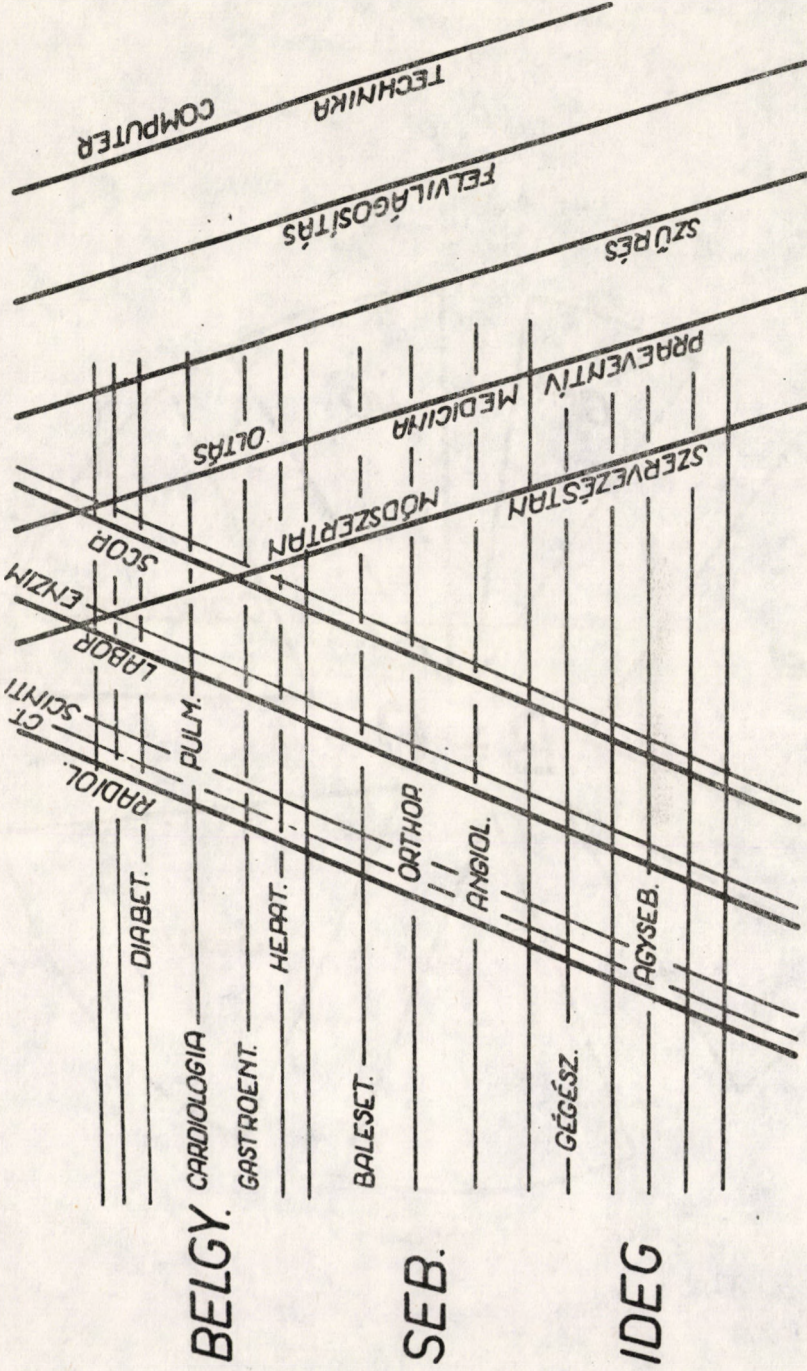 BELGY.
SEB.
IDEG
DIABET.
CARDIOLOGIA
PULM.
GASTROENT.
HEPAT.
BALESET.
ORTHOP.
ANGIOL.
GÉGÉSZ.
AGYSEB.
RADIOL.
CT.
SCINTI
LABOR
ENZIM
SCOP.
MÓDSZERTAN
SZERVEZÉSTAN
OLTÁS
PRAEVENTÍV MEDICINA
SZŰRÉS
FELVILÁGOSÍTÁS
COMPUTER TECHNIKA